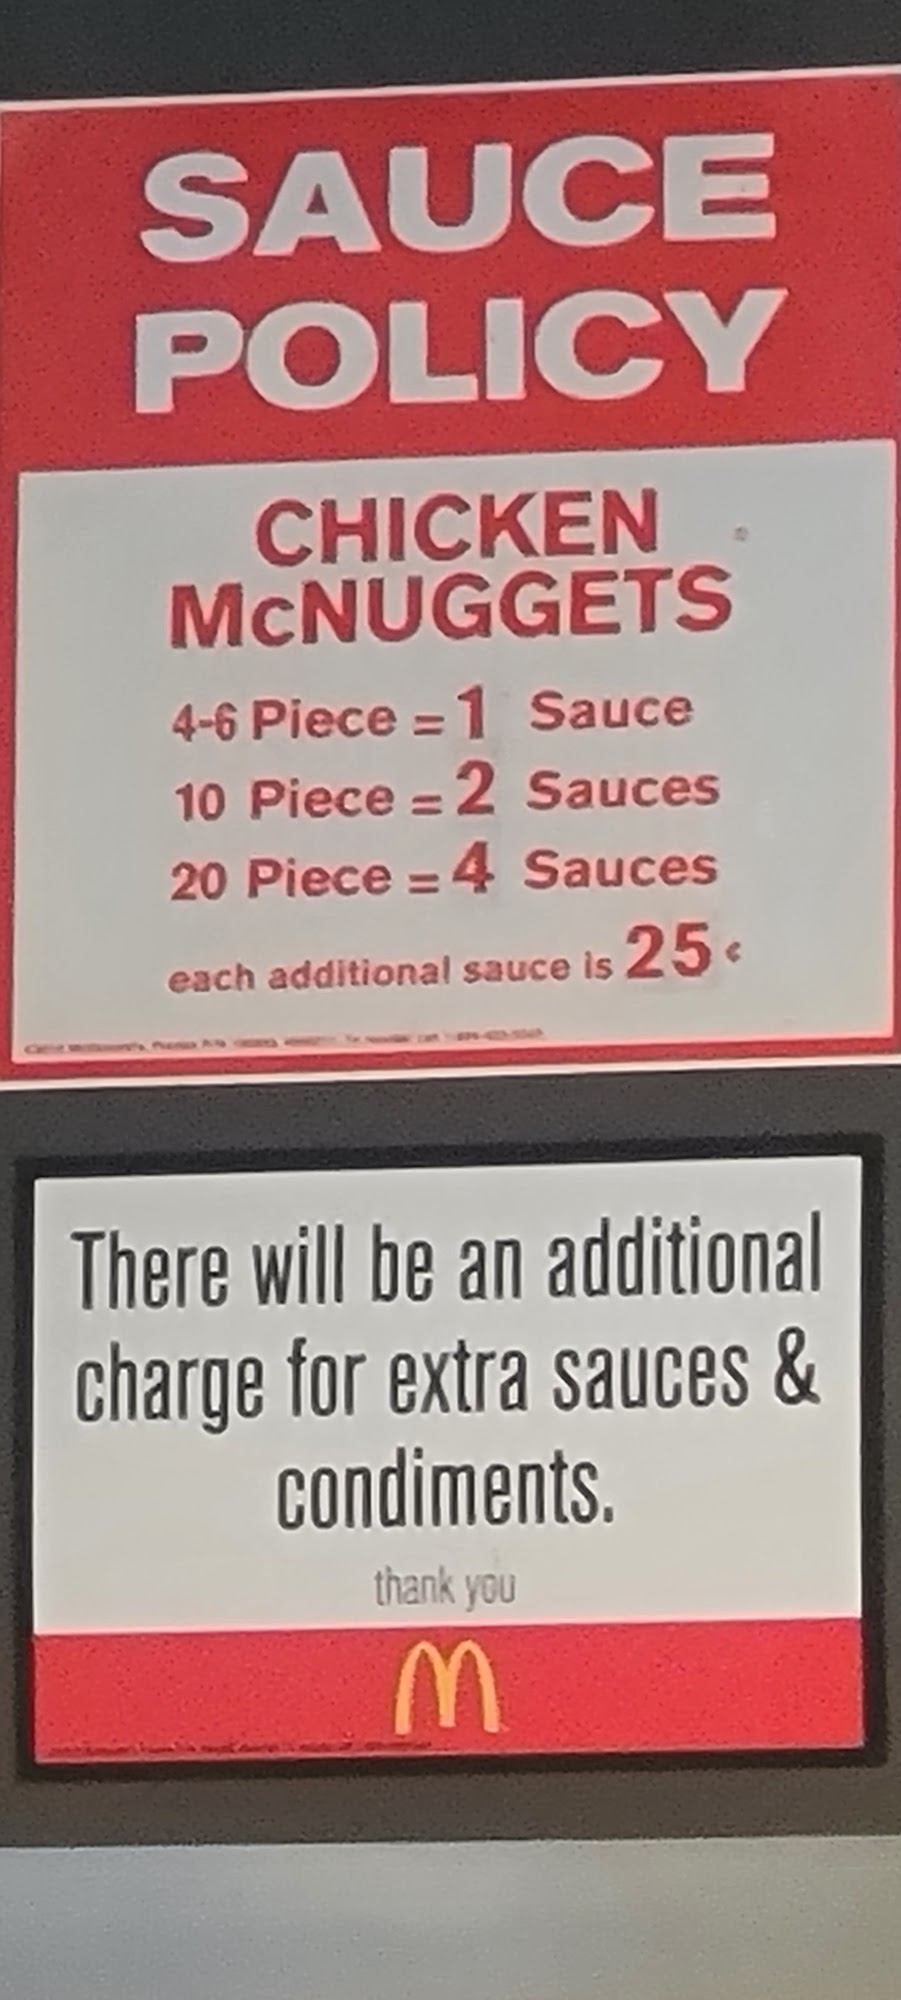 SAUCE
POLICY
CHICKEN
McNUGGETS
4-6 Piece = 1 Sauce
10 Piece = 2 Sauces
20 Piece = 4 Sauces
each additional sauce is 25¢
There will be an additional
charge for extra sauces &
condiments.
thank you